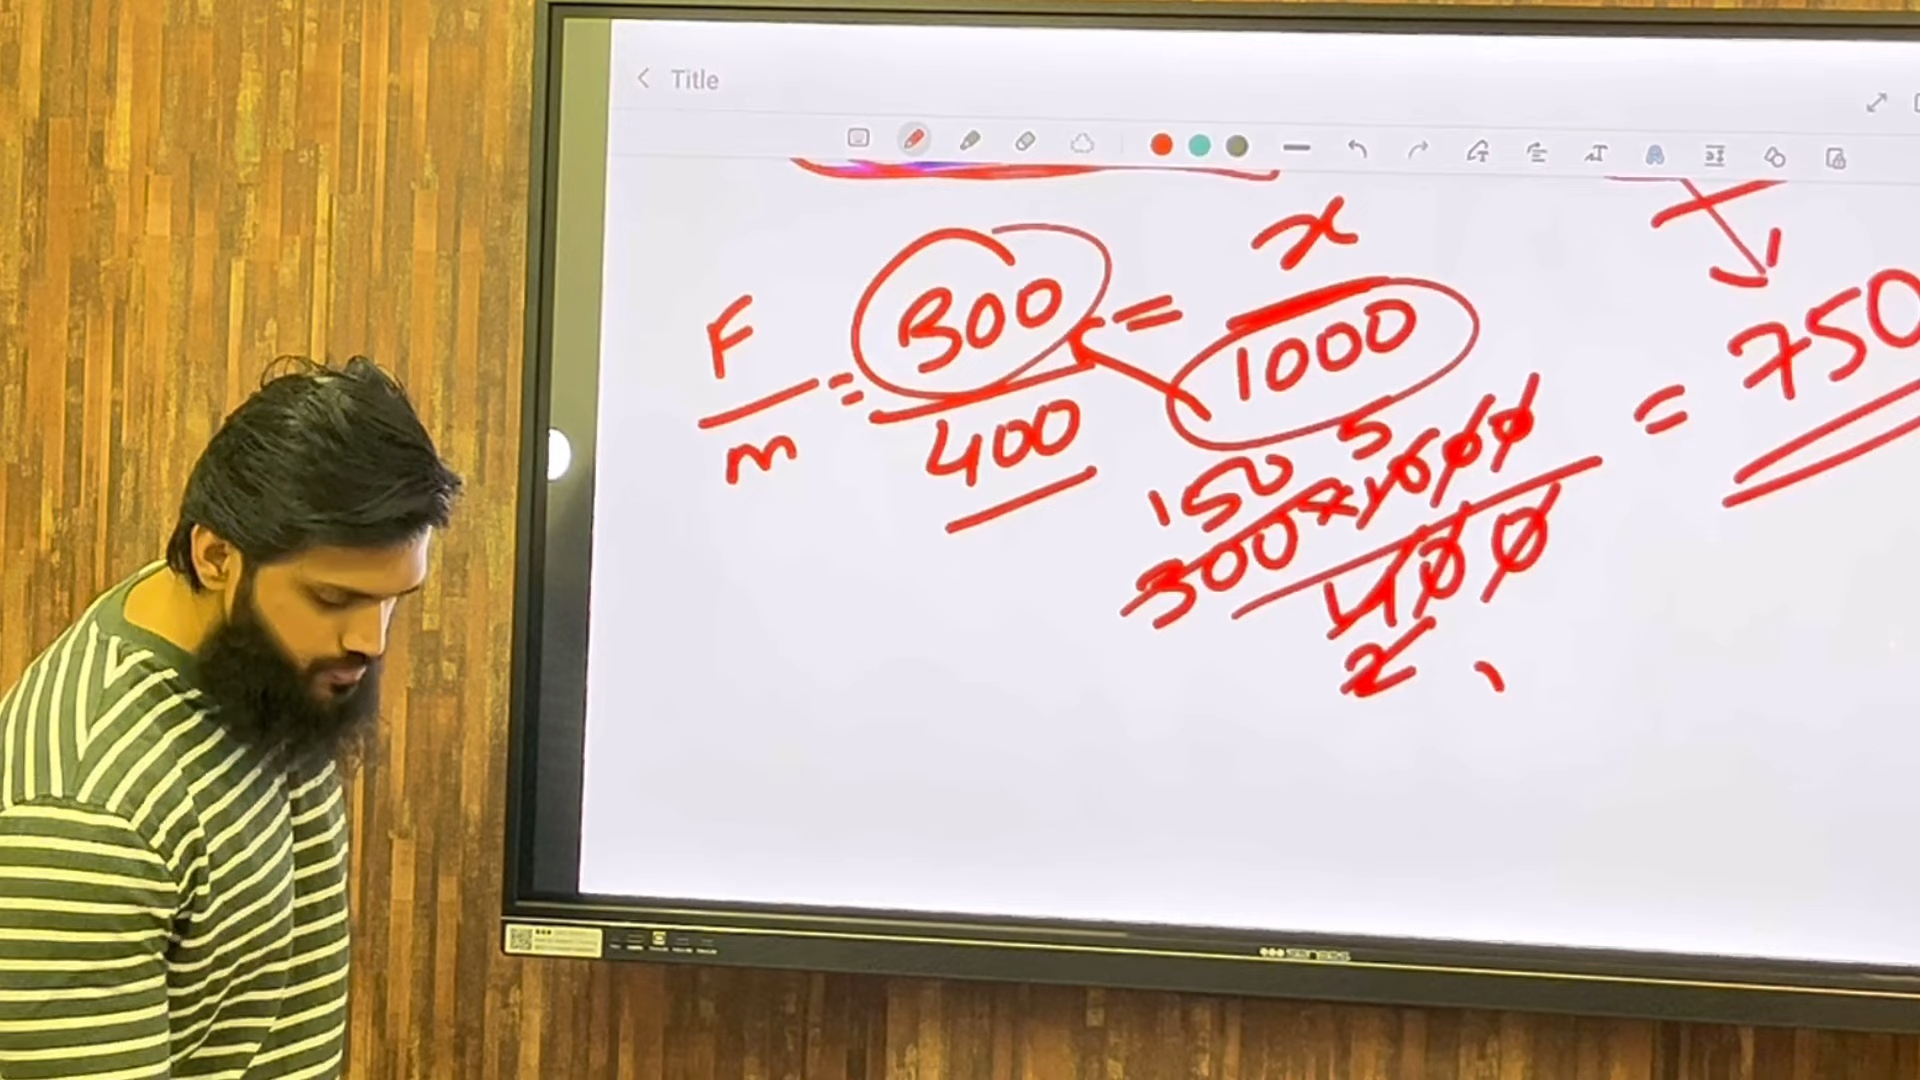 Title
F/m = 300/400 = x/1000
150 5
300 × 1000 / 400 = 750
2